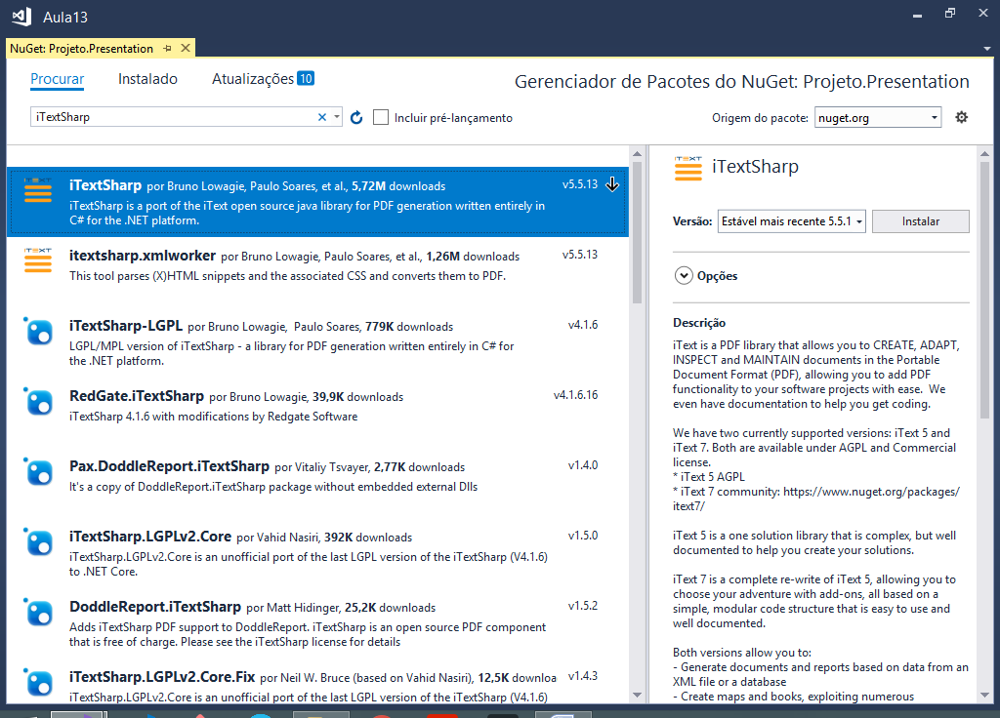 Aula13
NuGet: Projeto.Presentation
Procurar Instalado Atualizações 10
Gerenciador de Pacotes do NuGet: Projeto.Presentation
iTextSharp
Incluir pré-lançamento
Origem do pacote: nuget.org
iTextSharp por Bruno Lowagie, Paulo Soares, et al., 5,72M downloads v5.5.13
iTextSharp is a port of the iText open source java library for PDF generation written entirely in
C# for the .NET platform.
itextsharp.xmlworker por Bruno Lowagie, Paulo Soares, et al., 1,26M downloads v5.5.13
This tool parses (X)HTML snippets and the associated CSS and converts them to PDF.
iTextSharp-LGPL por Bruno Lowagie, Paulo Soares, 779K downloads v4.1.6
LGPL/MPL version of iTextSharp - a library for PDF generation written entirely in C# for
the .NET platform.
RedGate.iTextSharp por Bruno Lowagie, 39,9K downloads v4.1.6.16
iTextSharp 4.1.6 with modifications by Redgate Software
Pax.DoddleReport.iTextSharp por Vitaliy Tsvayer, 2,77K downloads v1.4.0
It's a copy of DoddleReport.iTextSharp package without embedded external Dlls
iTextSharp.LGPLv2.Core por Vahid Nasiri, 392K downloads v1.5.0
iTextSharp.LGPLv2.Core is an unofficial port of the last LGPL version of the iTextSharp (V4.1.6)
to .NET Core.
DoddleReport.iTextSharp por Matt Hidinger, 25,2K downloads v1.5.2
Adds iTextSharp PDF support to DoddleReport. iTextSharp is an open source PDF component
that is free of charge. Please see the iTextSharp license for details
iTextSharp.LGPLv2.Core.Fix por Neil W. Bruce (based on Vahid Nasiri), 12,5K downloa v1.4.3
iTextSharp.LGPLv2.Core is an unofficial port of the last LGPL version of the iTextSharp (V4.1.6)
iTEXT
iTextSharp
Versão: Estável mais recente 5.5.1 Instalar
Opções
Descrição
iText is a PDF library that allows you to CREATE, ADAPT,
INSPECT and MAINTAIN documents in the Portable
Document Format (PDF), allowing you to add PDF
functionality to your software projects with ease. We
even have documentation to help you get coding.
We have two currently supported versions: iText 5 and
iText 7. Both are available under AGPL and Commercial
license.
* iText 5 AGPL
* iText 7 community: https://www.nuget.org/packages/
itext7/
iText 5 is a one solution library that is complex, but well
documented to help you create your solutions.
iText 7 is a complete re-write of iText 5, allowing you to
choose your adventure with add-ons, all based on a
simple, modular code structure that is easy to use and
well documented.
Both versions allow you to:
- Generate documents and reports based on data from an
XML file or a database
- Create maps and books, exploiting numerous